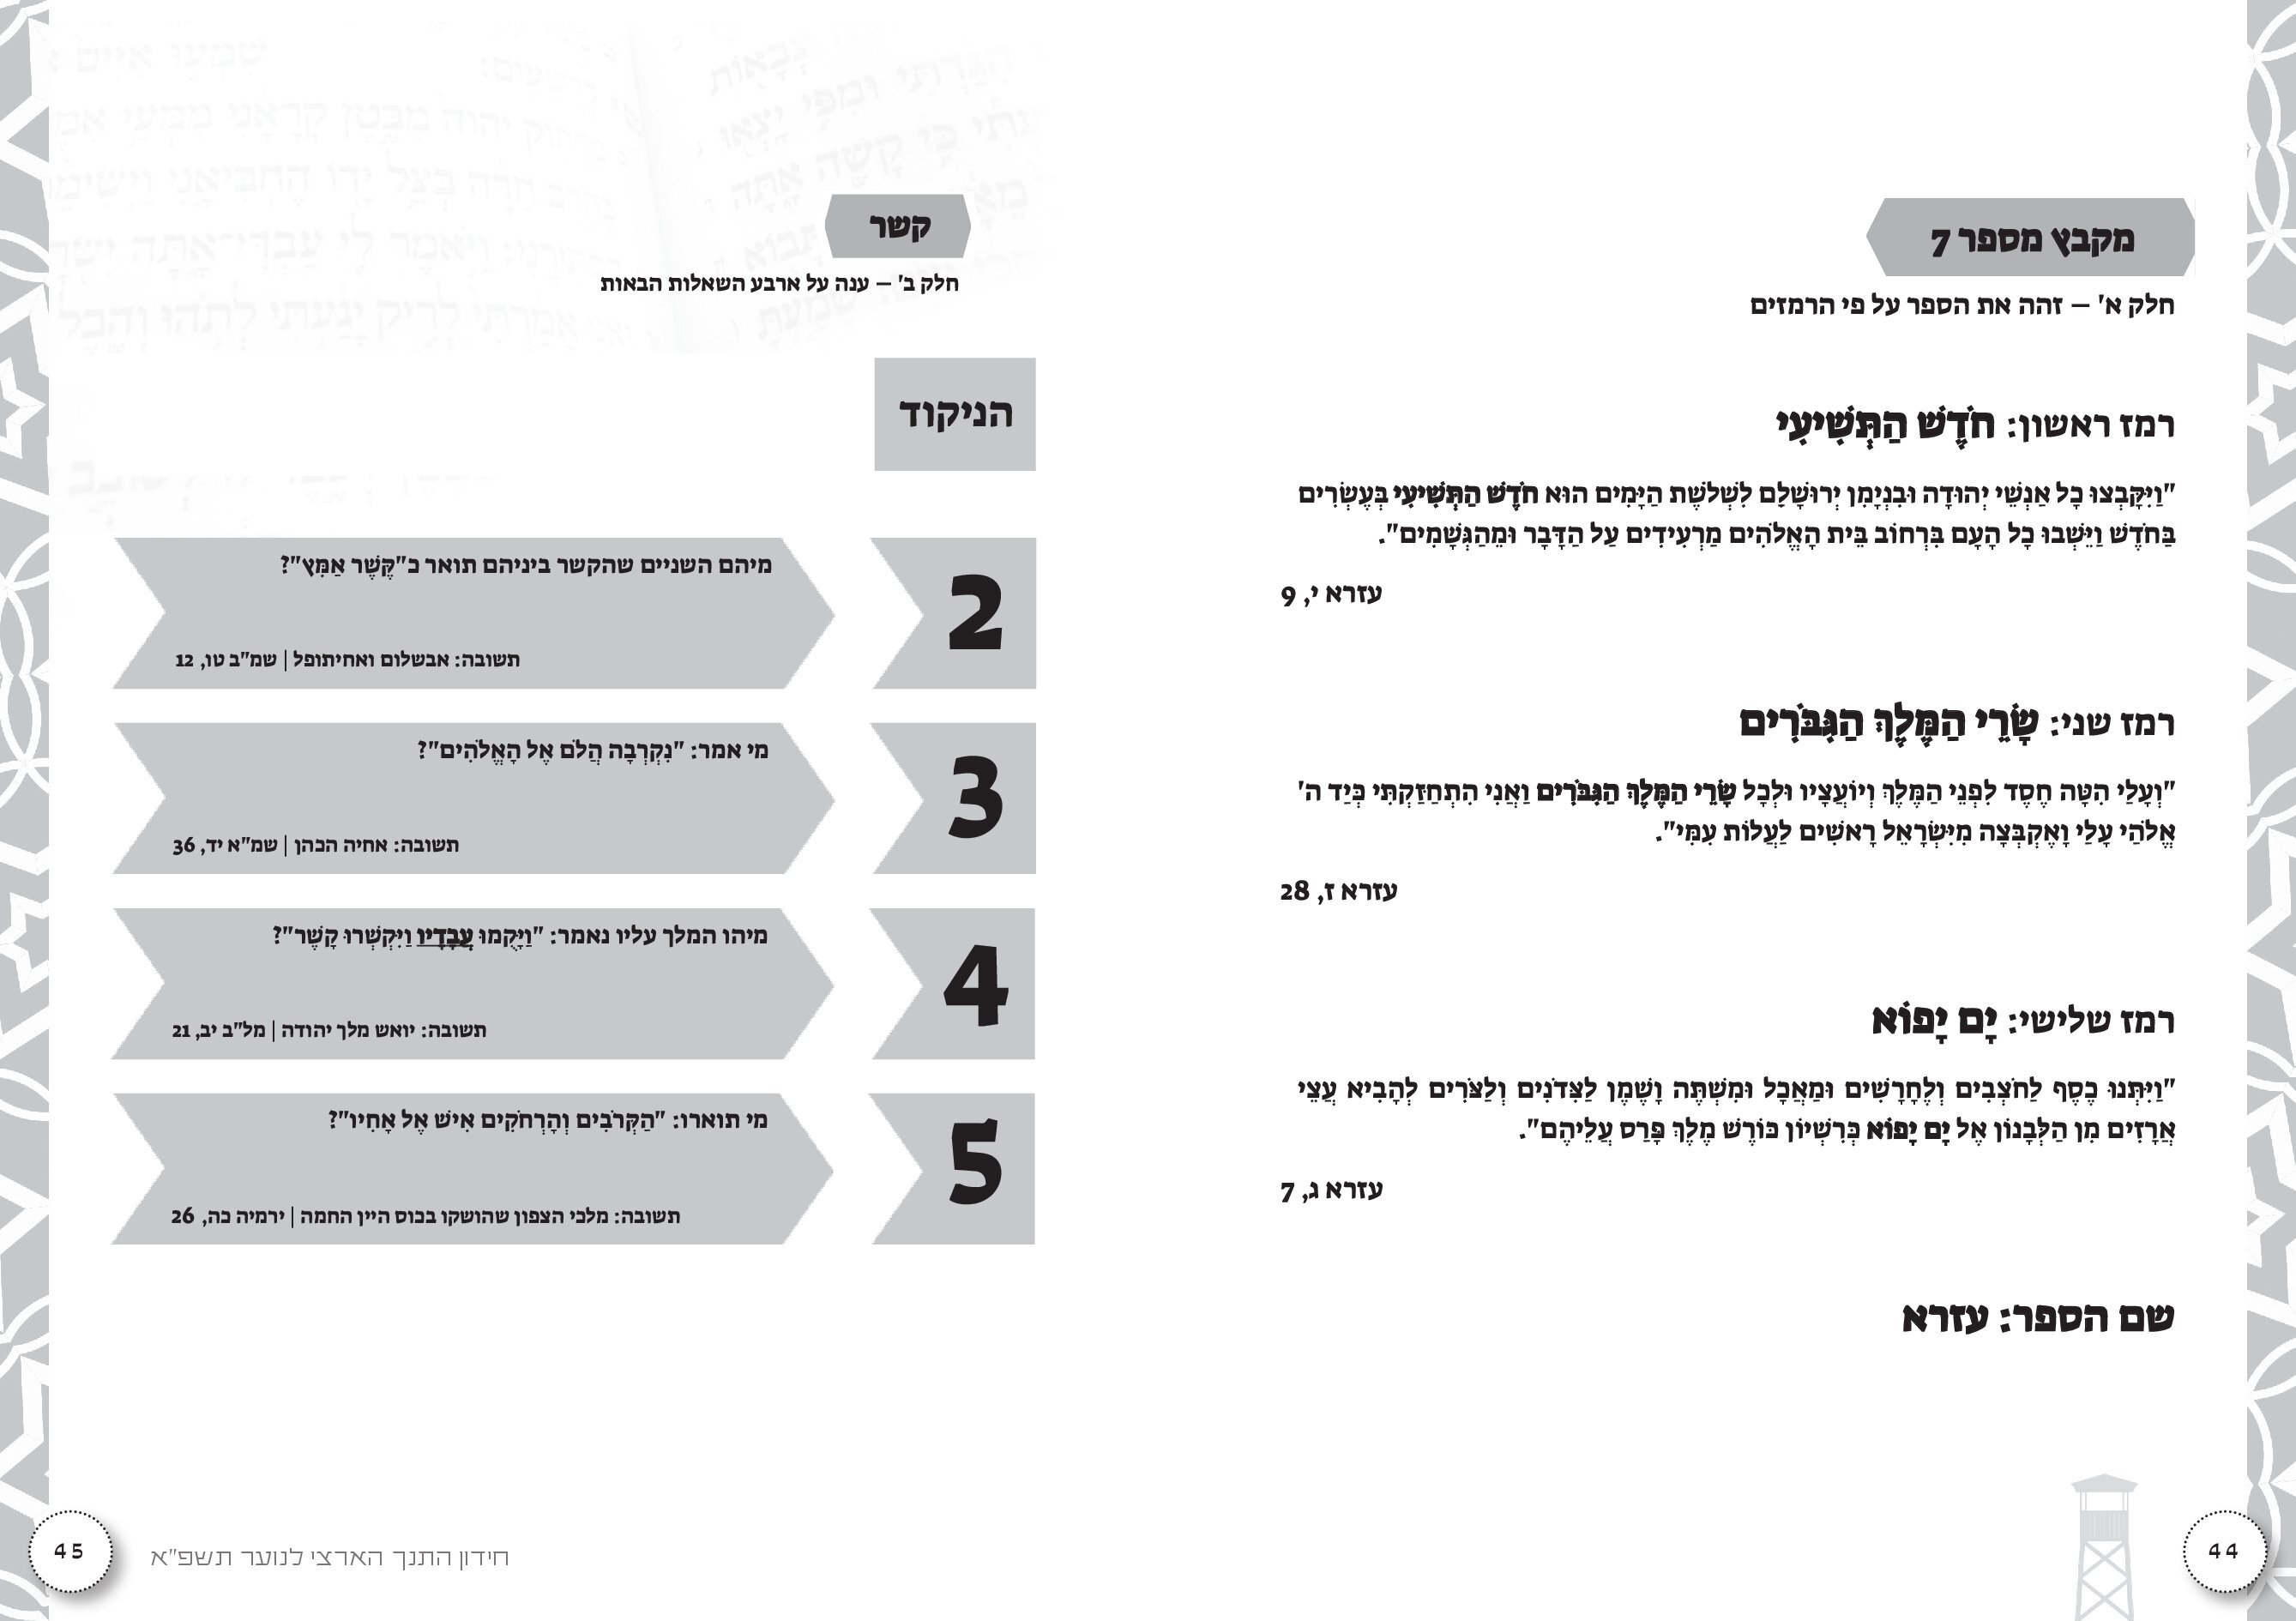 מקבץ מספר 7
חלק א' – זהה את הספר על פי הרמזים
רמז ראשון: חֹדֶשׁ הַתְּשִׁיעִי
"וַיִּקָּבְצוּ כָל אַנְשֵׁי יְהוּדָה וּבִנְיָמִן יְרוּשָׁלִַם לִשְׁלֹשֶׁת הַיָּמִים הוּא חֹדֶשׁ הַתְּשִׁיעִי בְּעֶשְׂרִים
בַּחֹדֶשׁ וַיֵּשְׁבוּ כָל הָעָם בִּרְחוֹב בֵּית הָאֱלֹהִים מַרְעִידִים עַל הַדָּבָר וּמֵהַגְּשָׁמִים".
עזרא י, 9
רמז שני: שָׂרֵי הַמֶּלֶךְ הַגִּבֹּרִים
"וְעָלַי הִטָּה חֶסֶד לִפְנֵי הַמֶּלֶךְ וְיוֹעֲצָיו וּלְכָל שָׂרֵי הַמֶּלֶךְ הַגִּבֹּרִים וַאֲנִי הִתְחַזַּקְתִּי כְּיַד ה'
אֱלֹהַי עָלַי וָאֶקְבְּצָה מִיִּשְׂרָאֵל רָאשִׁים לַעֲלוֹת עִמִּי".
עזרא ז, 28
רמז שלישי: יָם יָפוֹא
"וַיִּתְּנוּ כֶסֶף לַחֹצְבִים וְלֶחָרָשִׁים וּמַאֲכָל וּמִשְׁתֶּה וָשֶׁמֶן לַצִּדֹנִים וְלַצֹּרִים לְהָבִיא עֲצֵי
אֲרָזִים מִן הַלְּבָנוֹן אֶל יָם יָפוֹא כְּרִשְׁיוֹן כּוֹרֶשׁ מֶלֶךְ פָּרַס עֲלֵיהֶם".
עזרא ג, 7
שם הספר: עזרא
44
קשר
חלק ב' – ענה על ארבע השאלות הבאות
הניקוד
2
מיהם השניים שהקשר ביניהם תואר כ"קֶּשֶׁר אַמִּץ"?
תשובה: אבשלום ואחיתופל | שמ"ב טו, 12
3
מי אמר: "נִקְרְבָה הֲלֹם אֶל הָאֱלֹהִים"?
תשובה: אחיה הכהן | שמ"א יד, 36
4
מיהו המלך עליו נאמר: "וַיָּקֻמוּ עֲבָדָיו וַיִּקְשְׁרוּ קָשֶׁר"?
תשובה: יואש מלך יהודה | מל"ב יב, 21
5
מי תוארו: "הַקְּרֹבִים וְהָרְחֹקִים אִישׁ אֶל אָחִיו"?
תשובה: מלכי הצפון שהושקו בכוס היין החמה | ירמיה כה, 26
חידון התנך הארצי לנוער תשפ"א
45